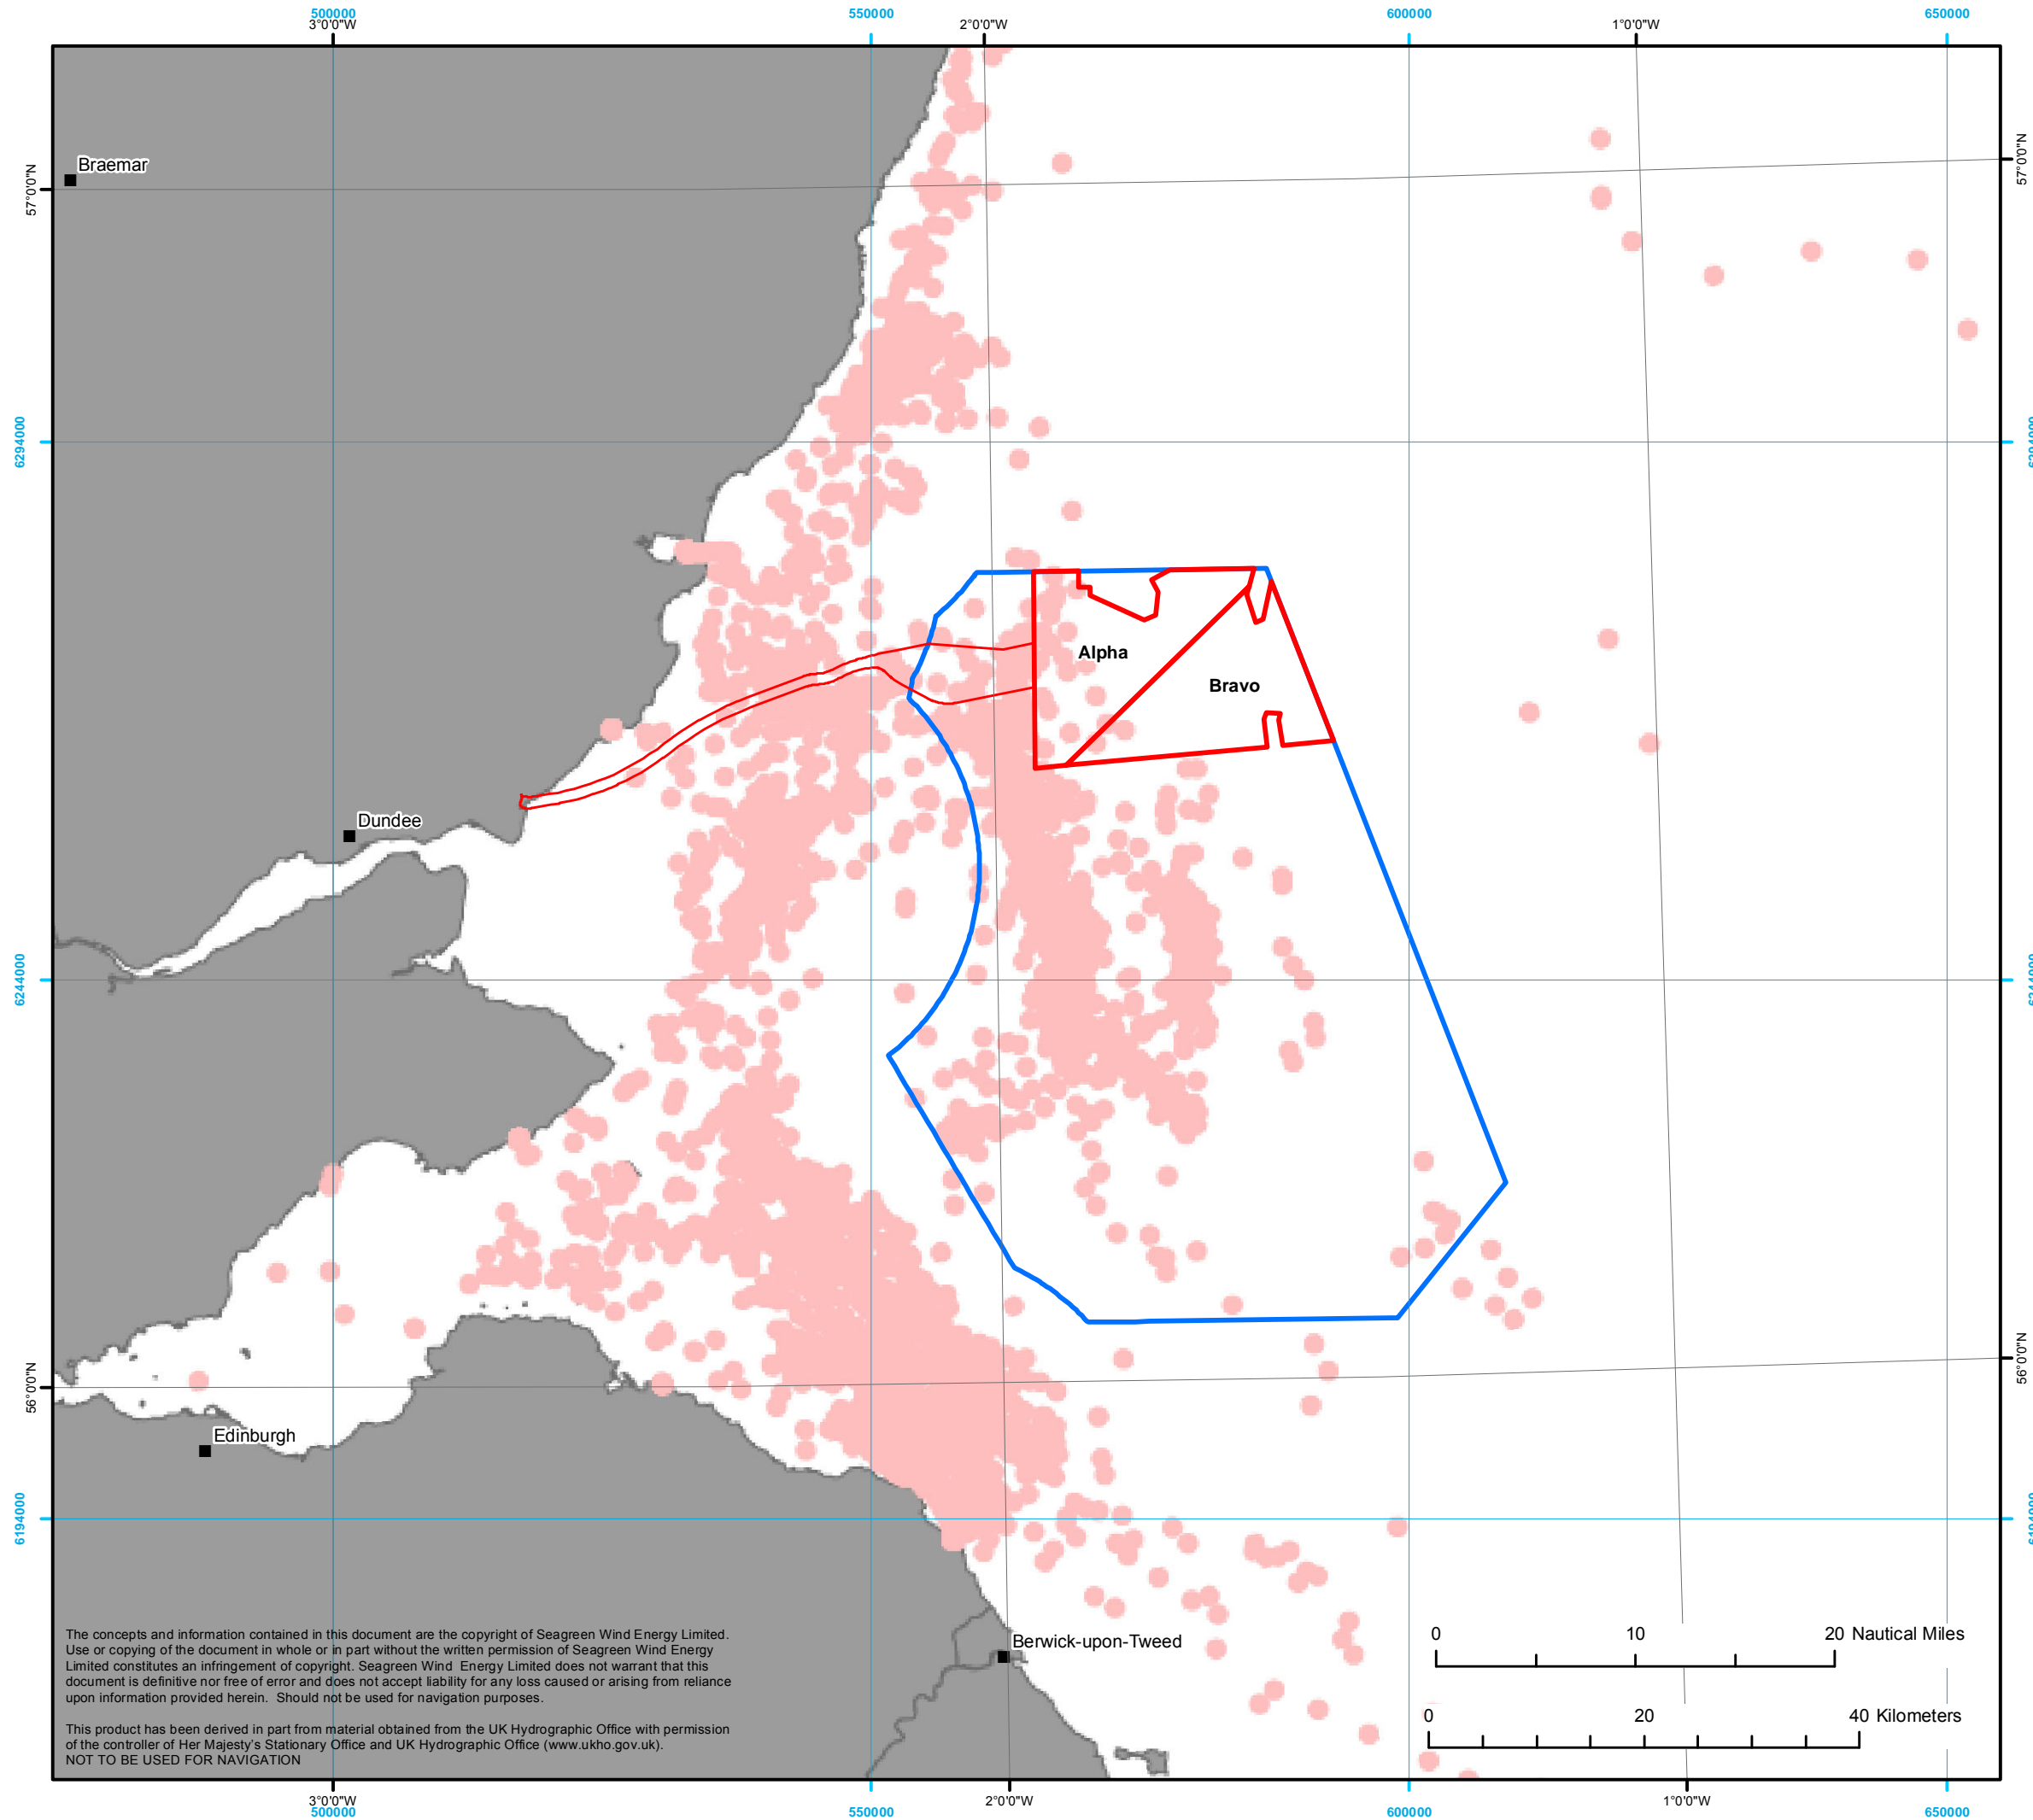 500000 550000 600000 650000
3°0'0"W 2°0'0"W 1°0'0"W
57°0'0"N
57°0'0"N
Braemar
6294000
6294000
Alpha
Bravo
Dundee
6244000
6244000
56°0'0"N
56°0'0"N
Edinburgh
6194000
6194000
Berwick-upon-Tweed
0 10 20 Nautical Miles
0 20 40 Kilometers
The concepts and information contained in this document are the copyright of Seagreen Wind Energy Limited.
Use or copying of the document in whole or in part without the written permission of Seagreen Wind Energy
Limited constitutes an infringement of copyright. Seagreen Wind Energy Limited does not warrant that this
document is definitive nor free of error and does not accept liability for any loss caused or arising from reliance
upon information provided herein. Should not be used for navigation purposes.
This product has been derived in part from material obtained from the UK Hydrographic Office with permission
of the controller of Her Majesty's Stationary Office and UK Hydrographic Office (www.ukho.gov.uk).
NOT TO BE USED FOR NAVIGATION
3°0'0"W 2°0'0"W 1°0'0"W
500000 550000 600000 650000